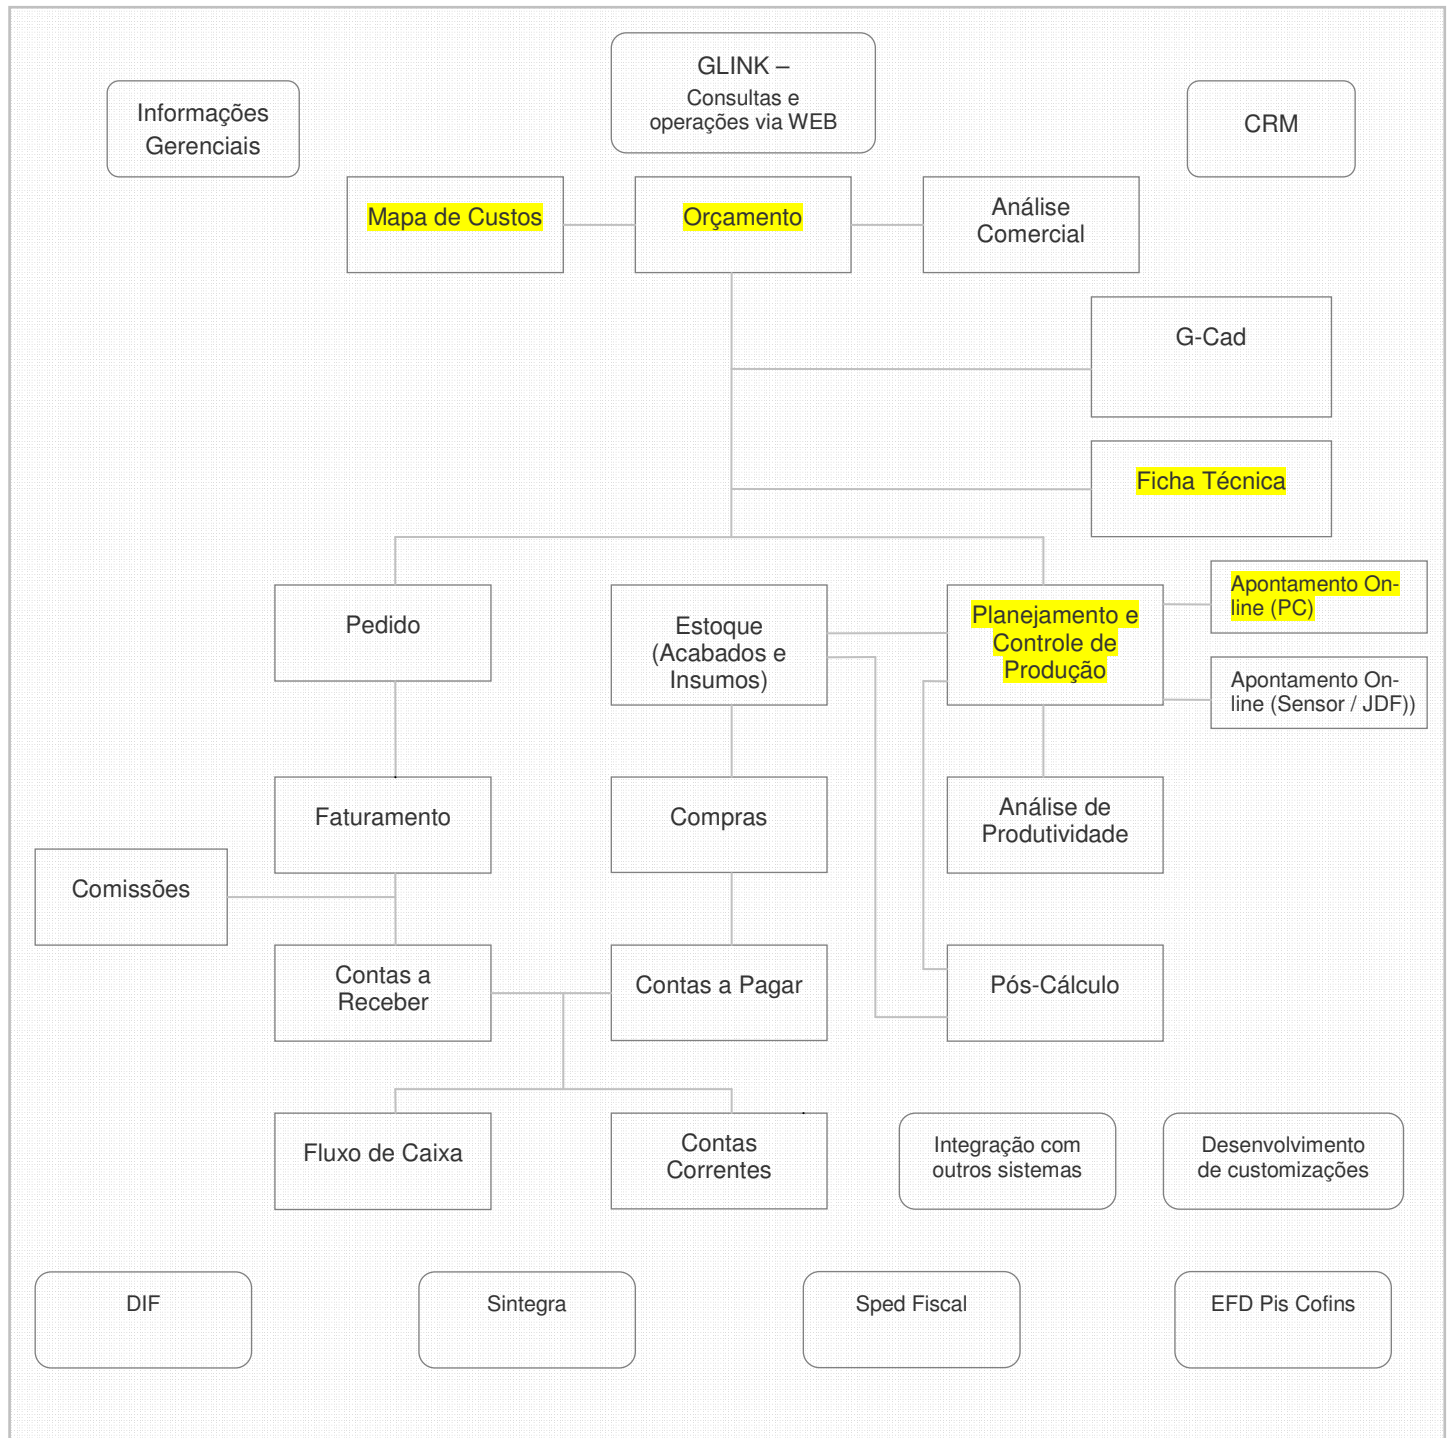 GLINK –
Consultas e
operações via WEB
Informações
Gerenciais
CRM
Mapa de Custos
Orçamento
Análise
Comercial
G-Cad
Ficha Técnica
Pedido
Estoque
(Acabados e
Insumos)
Planejamento e
Controle de
Produção
Apontamento On-
line (PC)
Apontamento On-
line (Sensor / JDF))
Faturamento
Compras
Análise de
Produtividade
Comissões
Contas a
Receber
Contas a Pagar
Pós-Cálculo
Fluxo de Caixa
Contas
Correntes
Integração com
outros sistemas
Desenvolvimento
de customizações
DIF
Sintegra
Sped Fiscal
EFD Pis Cofins